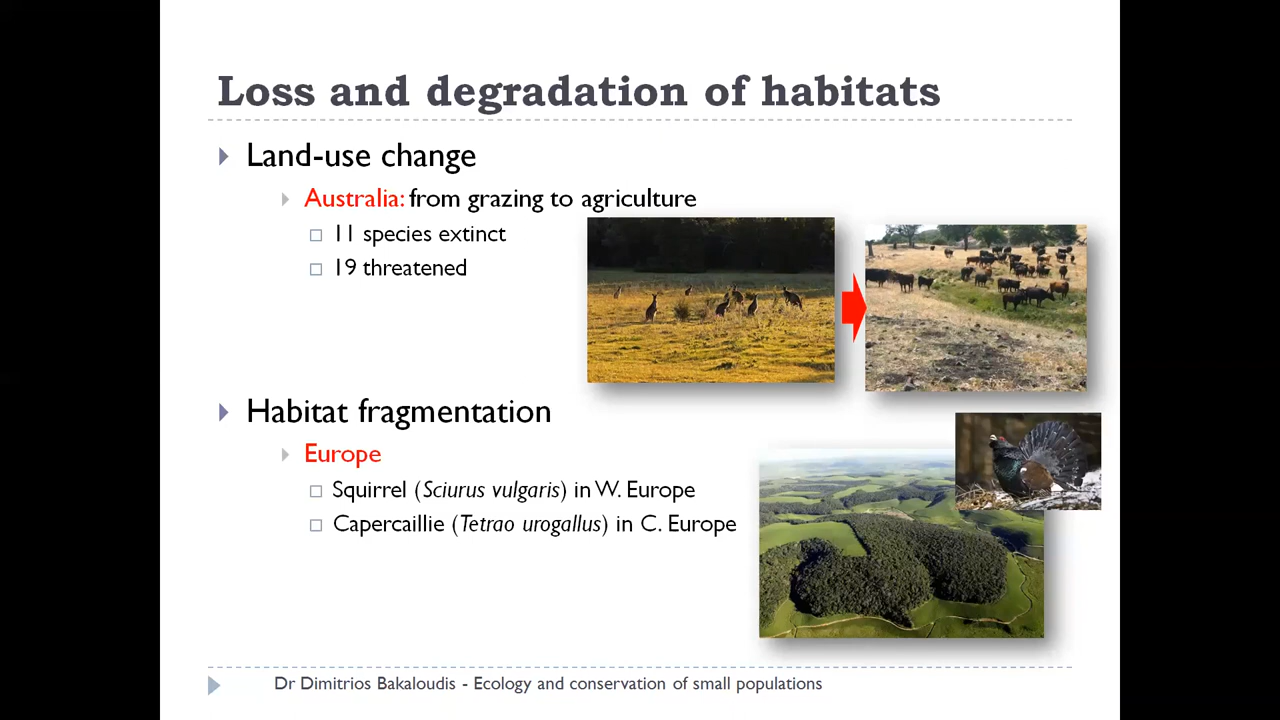 Loss and degradation of habitats
Land-use change
Australia: from grazing to agriculture
11 species extinct
19 threatened
Habitat fragmentation
Europe
Squirrel (Sciurus vulgaris) in W. Europe
Capercaillie (Tetrao urogallus) in C. Europe
Dr Dimitrios Bakaloudis - Ecology and conservation of small populations